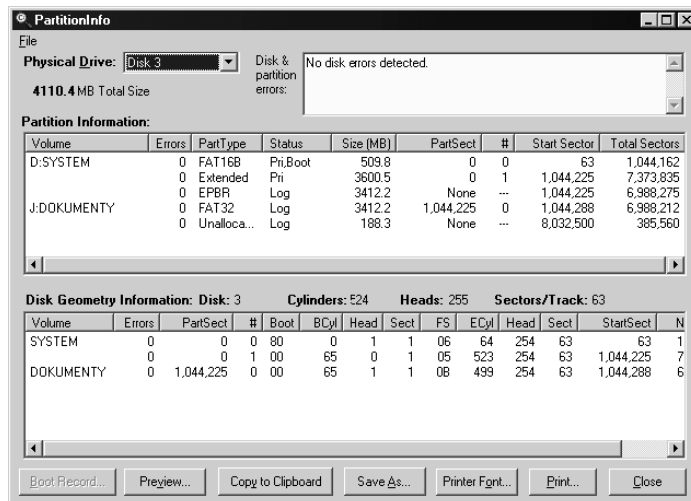 PartitionInfo
File
Physical Drive: Disk 3
Disk & partition errors:
No disk errors detected.
4110.4 MB Total Size
Partition Information:
Volume Errors PartType Status Size (MB) PartSect # Start Sector Total Sectors
D:SYSTEM 0 FAT16B Pri,Boot 509.8 0 0 63 1,044,162
0 Extended Pri 3600.5 0 1 1,044,225 7,373,835
0 EPBR Log 3412.2 None --- 1,044,225 6,988,275
J:DOKUMENTY 0 FAT32 Log 3412.2 1,044,225 0 1,044,288 6,988,212
0 Unalloca... Log 188.3 None --- 8,032,500 385,560
Disk Geometry Information: Disk: 3 Cylinders: 524 Heads: 255 Sectors/Track: 63
Volume Errors PartSect # Boot BCyl Head Sect FS ECyl Head Sect StartSect N
SYSTEM 0 0 0 80 0 1 1 06 64 254 63 63 1
0 0 1 00 65 0 1 05 523 254 63 1,044,225 7
DOKUMENTY 0 1,044,225 0 00 65 1 1 0B 499 254 63 1,044,288 6
Boot Record... Preview... Copy to Clipboard Save As... Printer Font... Print... Close